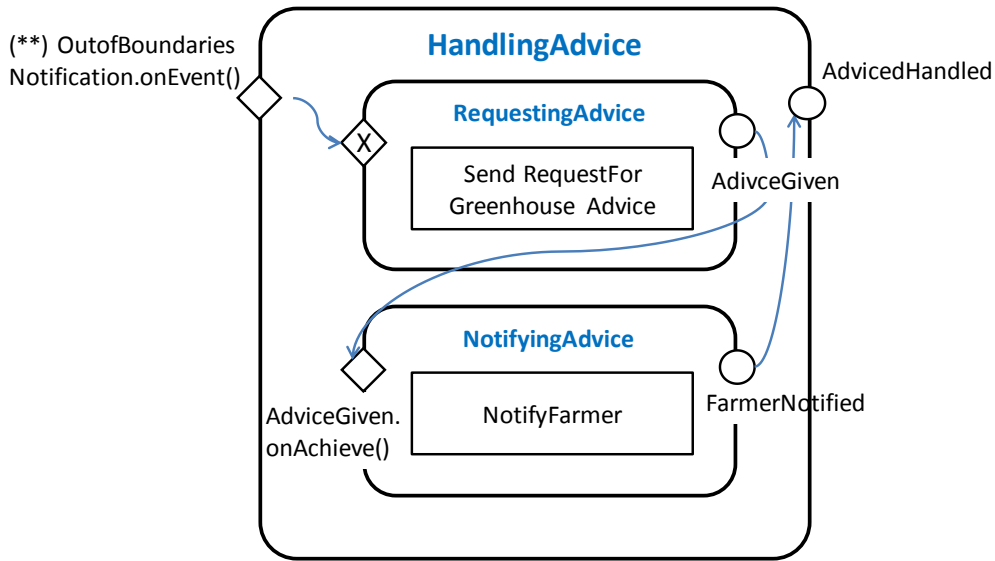 (**) OutofBoundaries
Notification.onEvent()
HandlingAdvice
AdvicedHandled
RequestingAdvice
X
Send RequestFor
Greenhouse Advice
AdivceGiven
NotifyingAdvice
NotifyFarmer
AdviceGiven.
onAchieve()
FarmerNotified